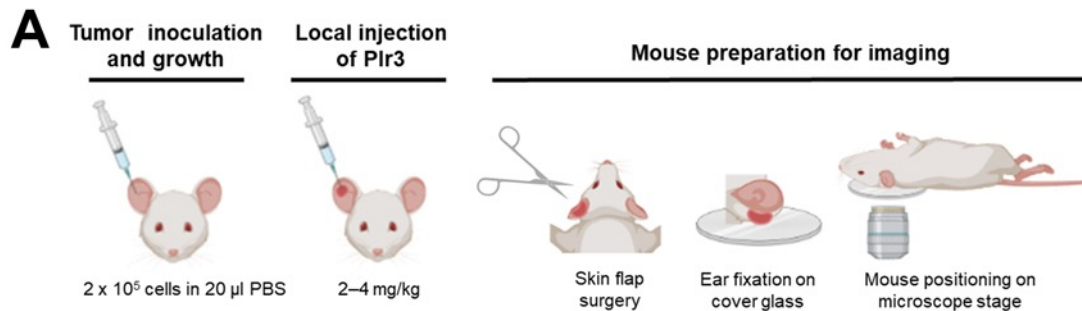 A
Tumor inoculation
and growth
Local injection
of PIr3
Mouse preparation for imaging
2 x 10⁵ cells in 20 µl PBS
2–4 mg/kg
Skin flap
surgery
Ear fixation on
cover glass
Mouse positioning on
microscope stage